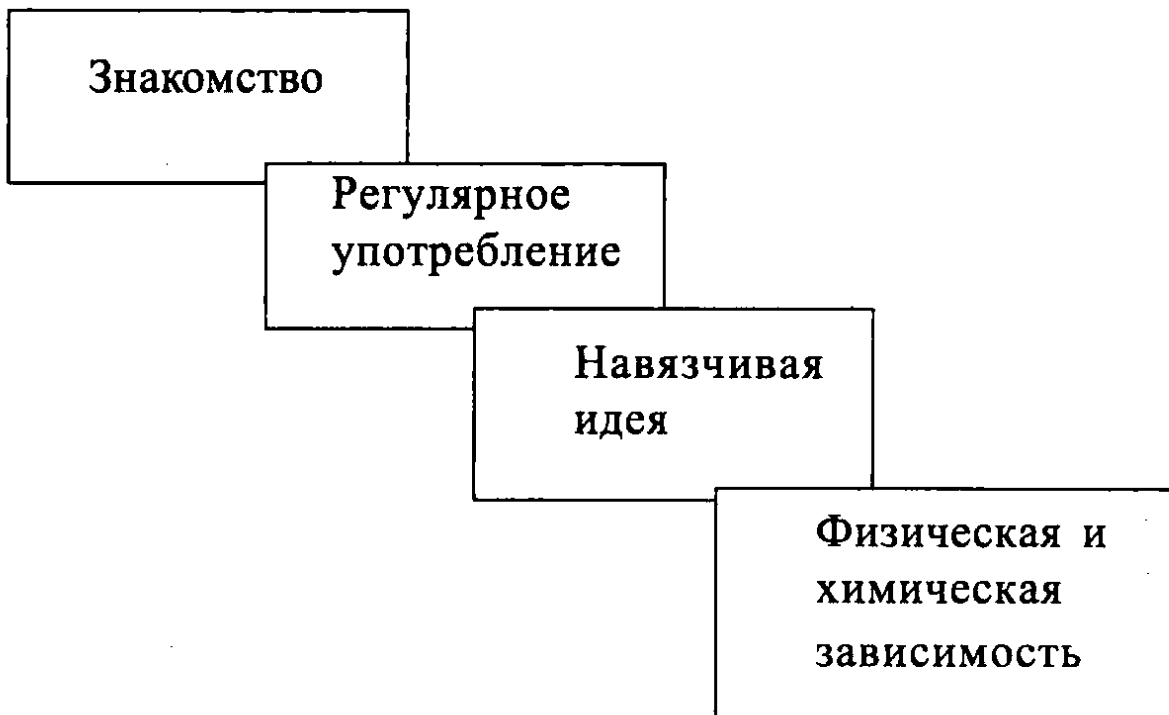 Знакомство
Регулярное
употребление
Навязчивая
идея
Физическая и
химическая
зависимость